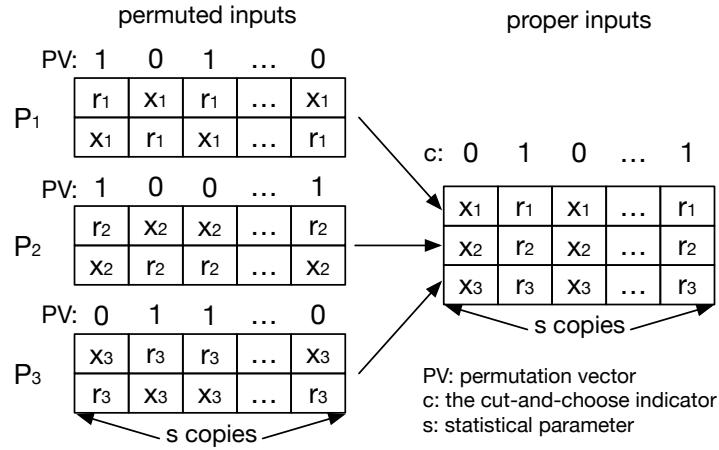 permuted inputs
PV: 1 0 1 ... 0
P1
r1 x1 r1 ... x1
x1 r1 x1 ... r1
PV: 1 0 0 ... 1
P2
r2 x2 x2 ... r2
x2 r2 r2 ... x2
PV: 0 1 1 ... 0
P3
x3 r3 r3 ... x3
r3 x3 x3 ... r3
s copies
proper inputs
c: 0 1 0 ... 1
x1 r1 x1 ... r1
x2 r2 x2 ... r2
x3 r3 x3 ... r3
s copies
PV: permutation vector
c: the cut-and-choose indicator
s: statistical parameter